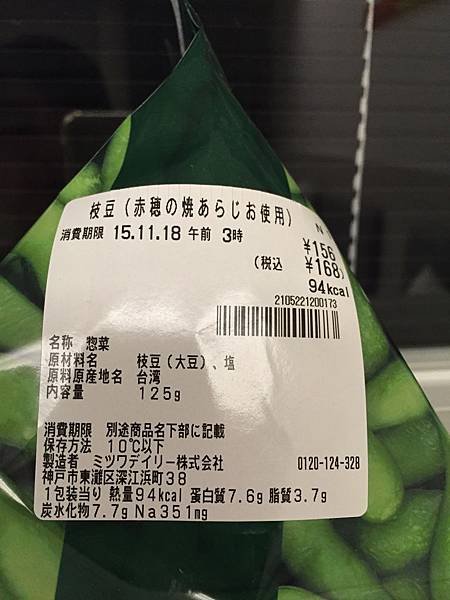 枝豆(赤穂の焼あらじお使用)
N
消費期限 15.11.18 午前 3時
¥156
(税込 ¥168)
94kcal
2105221200173
名称 惣菜
原材料名 枝豆(大豆)、塩
原料原産地名 台湾
内容量 125g
消費期限 別途商品名下部に記載
保存方法 10℃以下
製造者 ミツワデイリー株式会社 0120-124-328
神戸市東灘区深江浜町38
1包装当り 熱量94kcal 蛋白質7.6g 脂質3.7g
炭水化物7.7g Na351mg